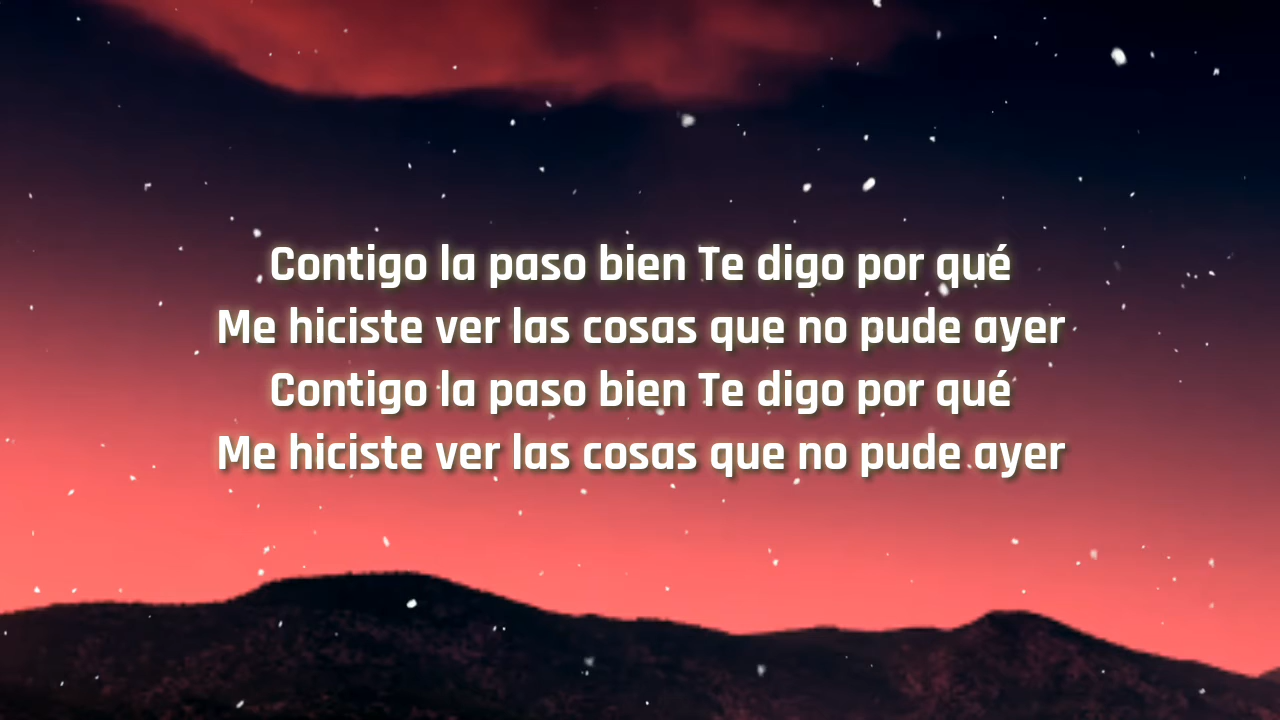 Contigo la paso bien Te digo por qué
Me hiciste ver las cosas que no pude ayer
Contigo la paso bien Te digo por qué
Me hiciste ver las cosas que no pude ayer